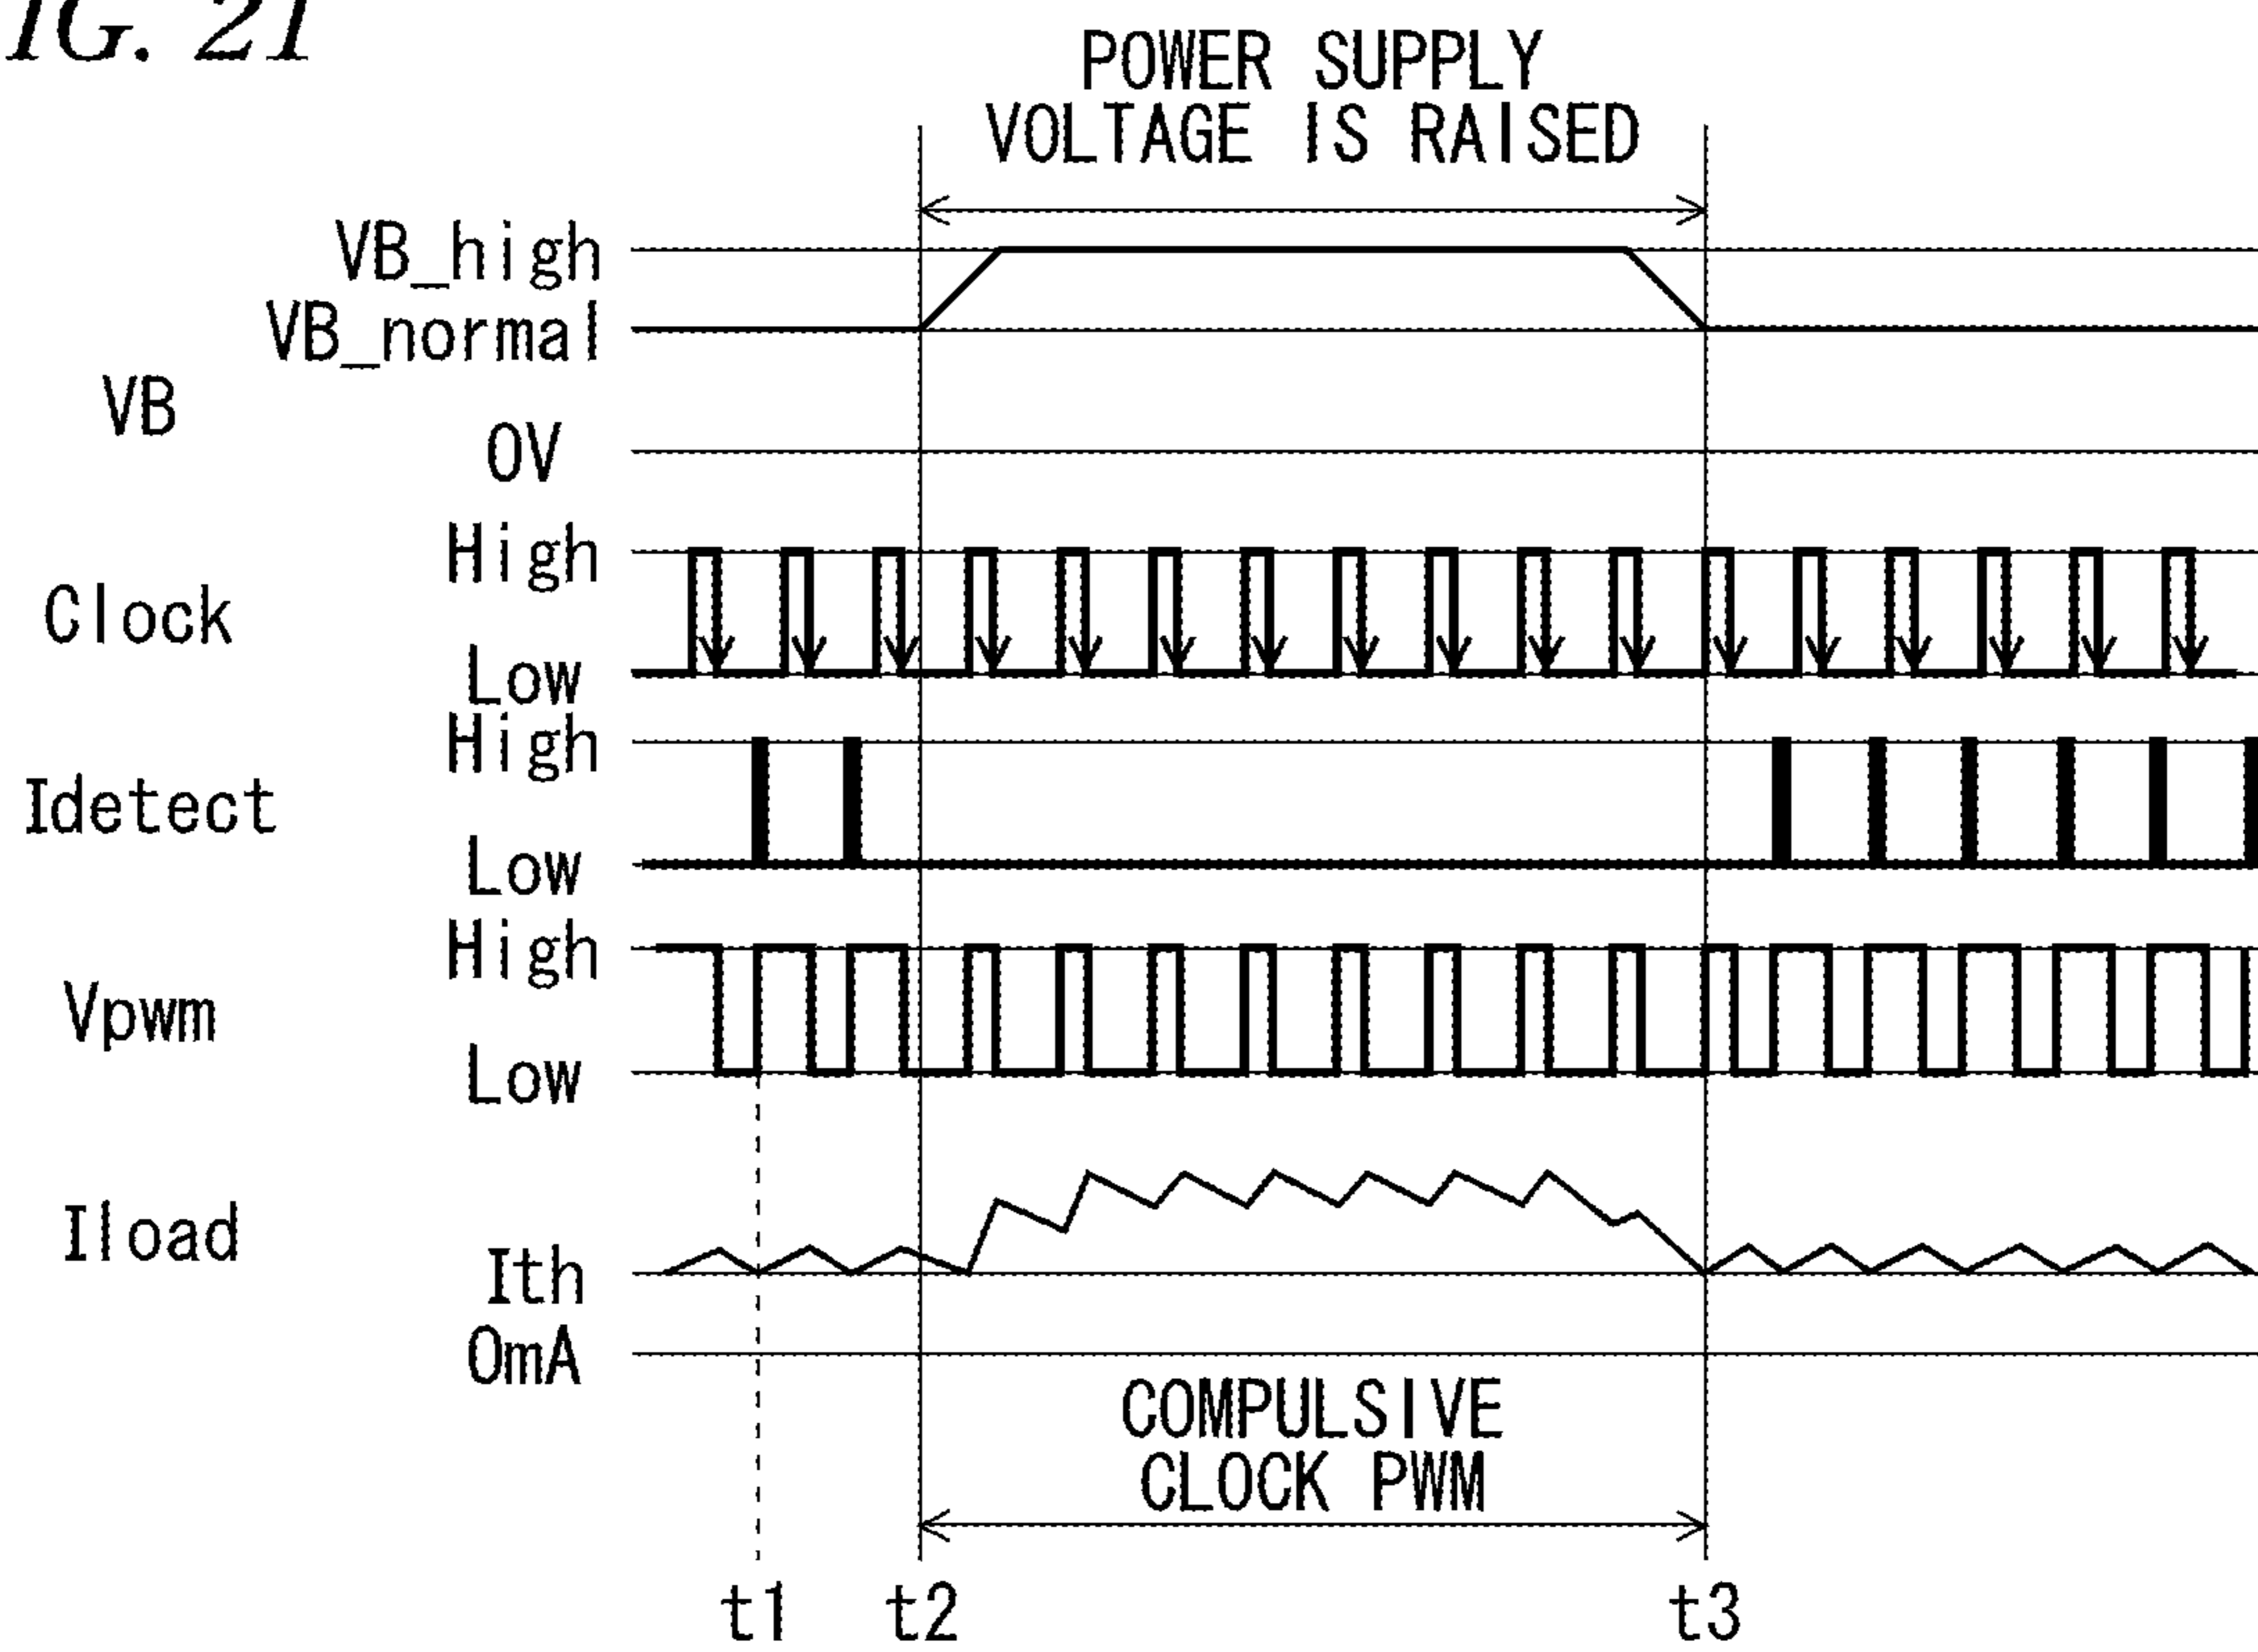 IG. 21
POWER SUPPLY
VOLTAGE IS RAISED
VB_high
VB_normal
VB
0V
High
Clock
Low
High
Idetect
Low
High
Vpwm
Low
Iload
Ith
0mA
COMPULSIVE
CLOCK PWM
t1 t2 t3